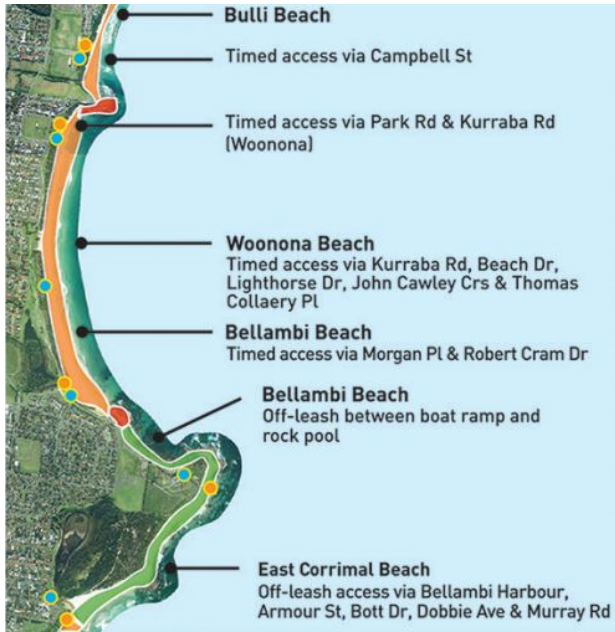 Bulli Beach
Timed access via Campbell St
Timed access via Park Rd & Kurraba Rd
(Woonona)
Woonona Beach
Timed access via Kurraba Rd, Beach Dr,
Lighthorse Dr, John Cawley Crs & Thomas
Collaery Pl
Bellambi Beach
Timed access via Morgan Pl & Robert Cram Dr
Bellambi Beach
Off-leash between boat ramp and
rock pool
East Corrimal Beach
Off-leash access via Bellambi Harbour,
Armour St, Bott Dr, Dobbie Ave & Murray Rd